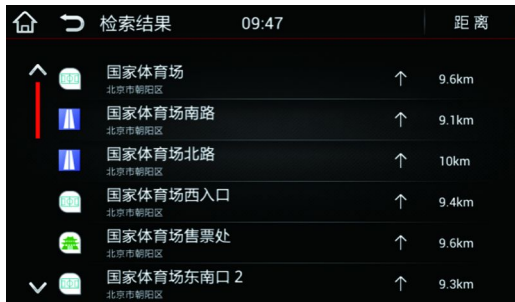 检索结果 09:47 距离
国家体育场 9.6km
北京市朝阳区
国家体育场南路 9.1km
北京市朝阳区
国家体育场北路 10km
北京市朝阳区
国家体育场西入口 9.4km
北京市朝阳区
国家体育场售票处 9.6km
北京市朝阳区
国家体育场东南口 2 9.3km
北京市朝阳区